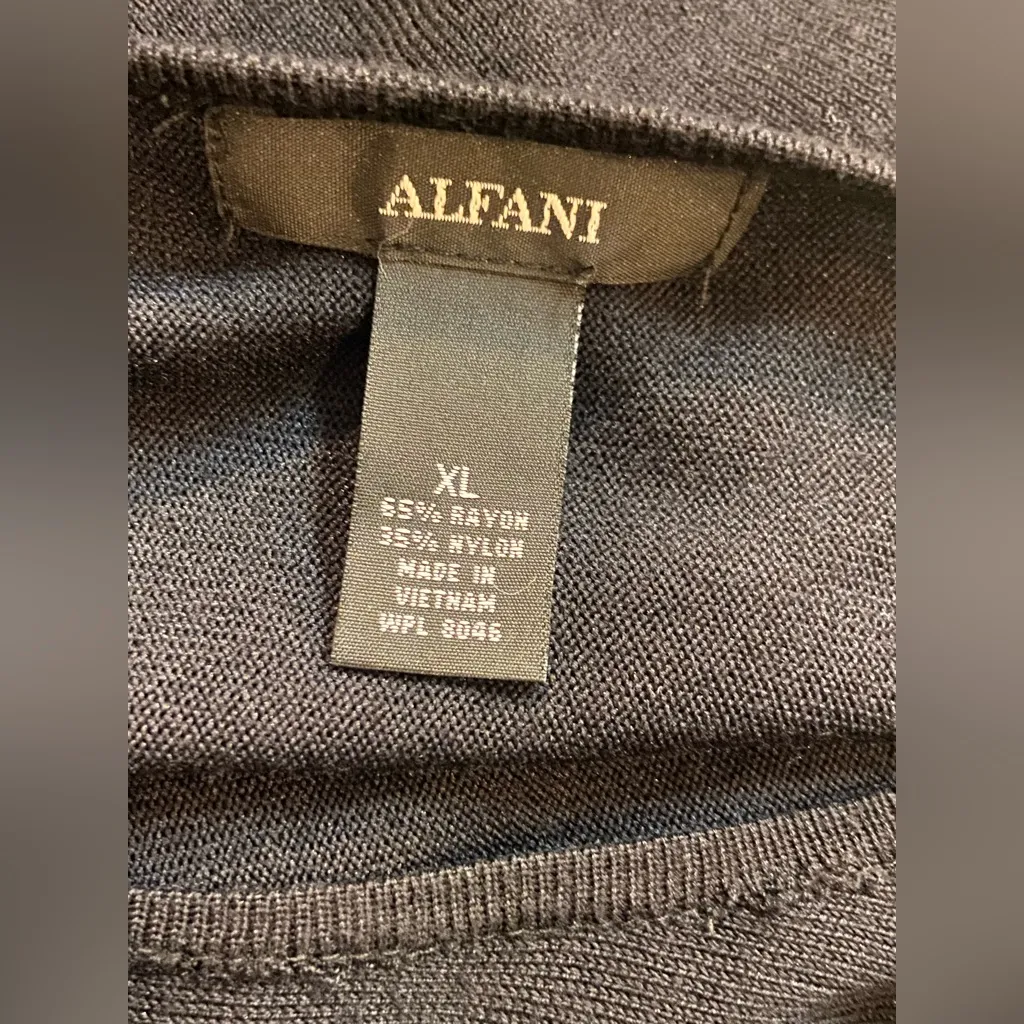 ALFANI
XL
65% RAYON
35% NYLON
MADE IN
VIETNAM
WPL 8046